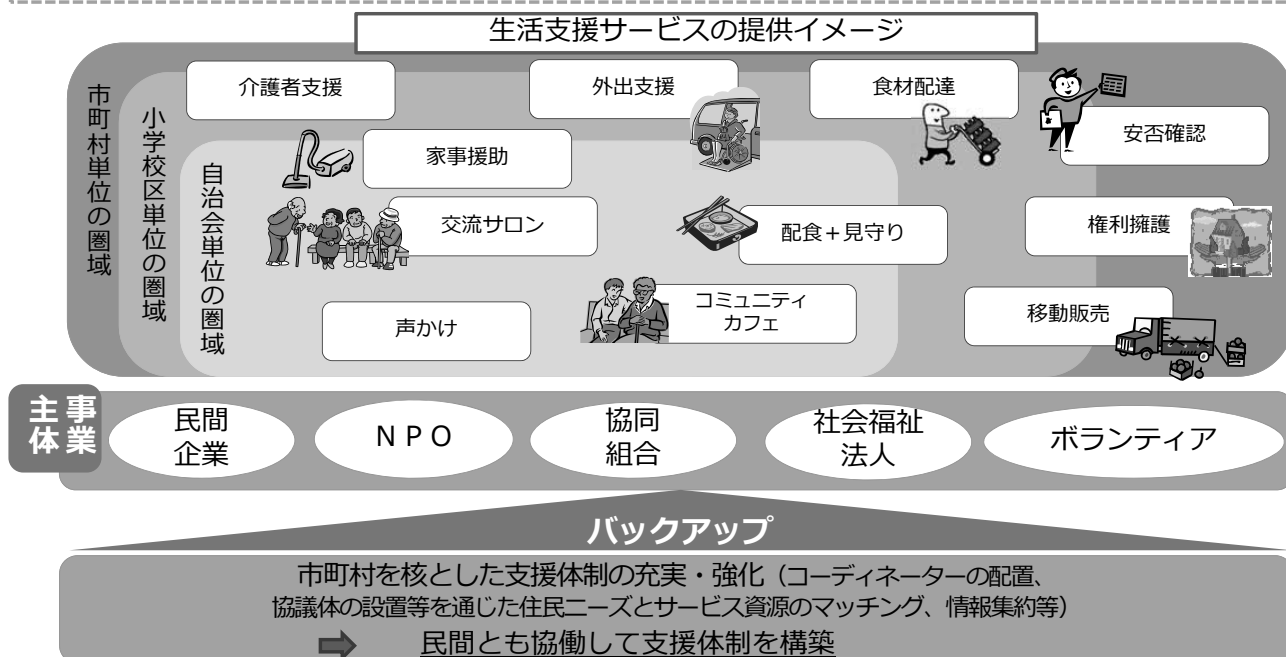 生活支援サービスの提供イメージ
市町村単位の圏域
小学校区単位の圏域
自治会単位の圏域
介護者支援
外出支援
食材配達
安否確認
家事援助
交流サロン
配食+見守り
権利擁護
声かけ
コミュニティ
カフェ
移動販売
事業
主体
民間
企業
NPO
協同
組合
社会福祉
法人
ボランティア
バックアップ
市町村を核とした支援体制の充実・強化(コーディネーターの配置、
協議体の設置等を通じた住民ニーズとサービス資源のマッチング、情報集約等)
民間とも協働して支援体制を構築